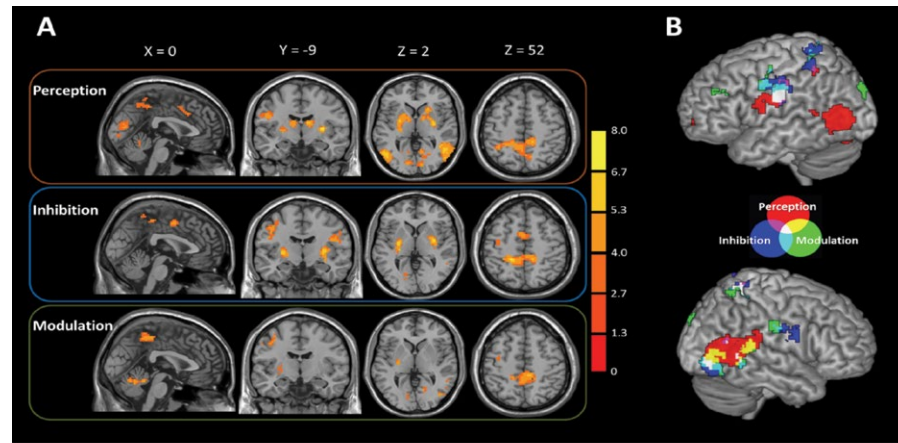 A
B
X = 0
Y = -9
Z = 2
Z = 52
Perception
Inhibition
Modulation
8.0
6.7
5.3
4.0
2.7
1.3
0
Perception
Inhibition
Modulation